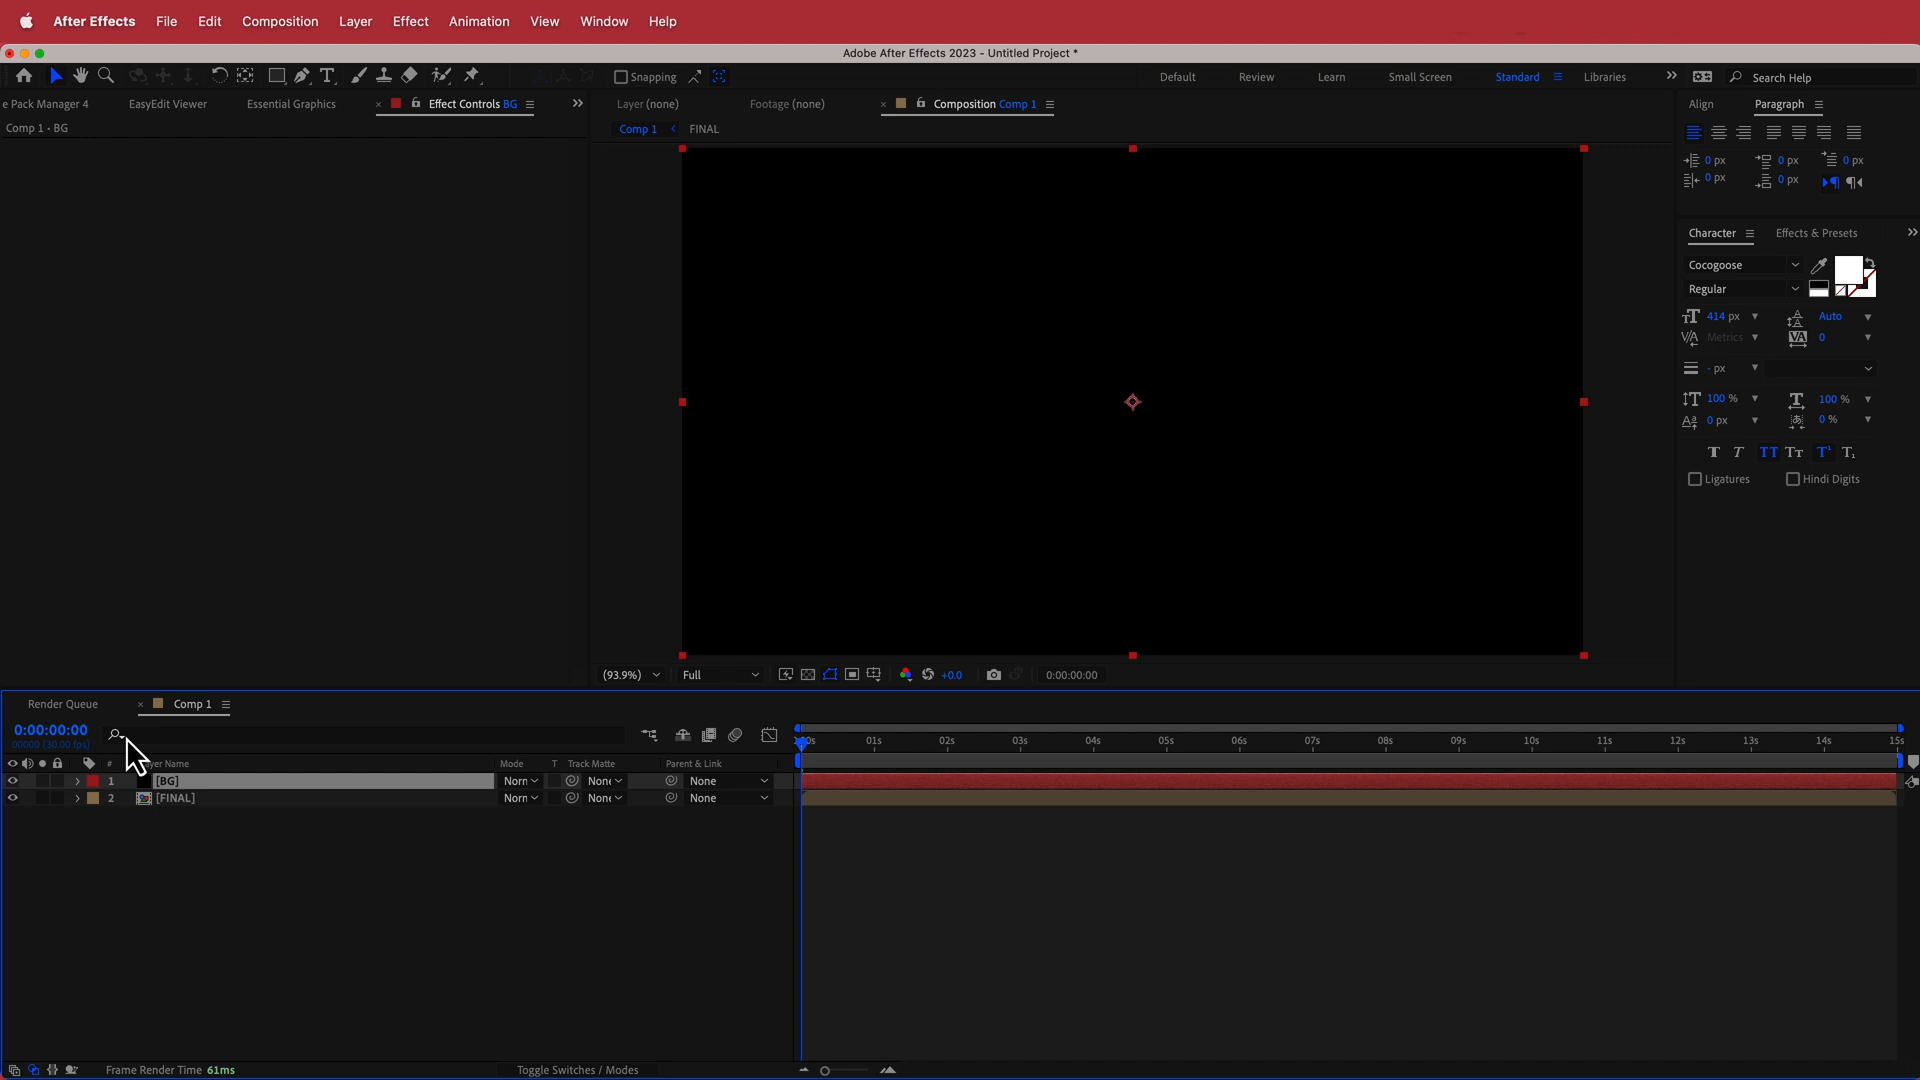 After Effects File Edit Composition Layer Effect Animation View Window Help
Adobe After Effects 2023 - Untitled Project *
Snapping Default Review Learn Small Screen Standard Libraries Search Help
e Pack Manager 4 EasyEdit Viewer Essential Graphics Effect Controls BG
Layer (none) Footage (none) Composition Comp 1
Align Paragraph
Comp 1 • BG
Comp 1 FINAL
0 px 0 px 0 px
0 px 0 px
Character Effects & Presets
Cocogoose
Regular
414 px Auto
Metrics 0
- px
100 % 100 %
0 px 0 %
Ligatures Hindi Digits
(93.9%) Full +0.0 0:00:00:00
Render Queue Comp 1
0:00:00:00
00000 (30.00 fps)
01s 02s 03s 04s 05s 06s 07s 08s 09s 10s 11s 12s 13s 14s 15s
# Name Mode T Track Matte Parent & Link
1 [BG] Norn None None
2 [FINAL] Norn None None
Frame Render Time 61ms Toggle Switches / Modes